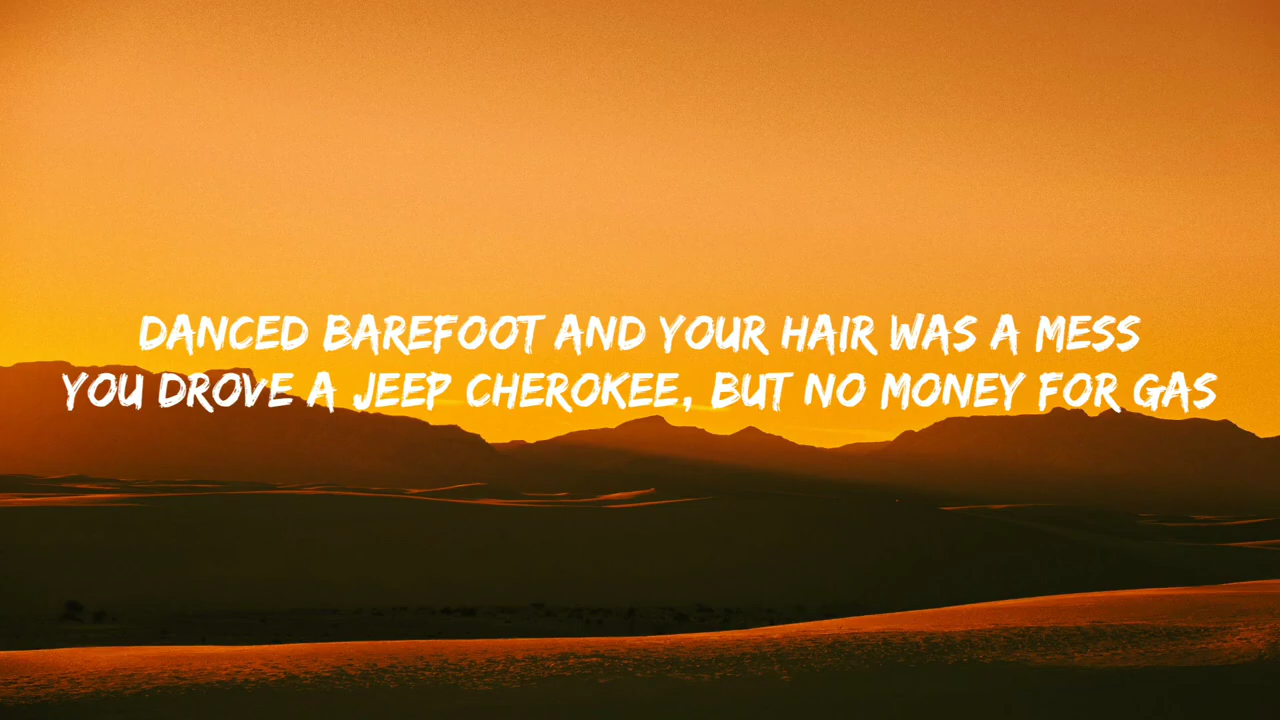 DANCED BAREFOOT AND YOUR HAIR WAS A MESS
YOU DROVE A JEEP CHEROKEE, BUT NO MONEY FOR GAS